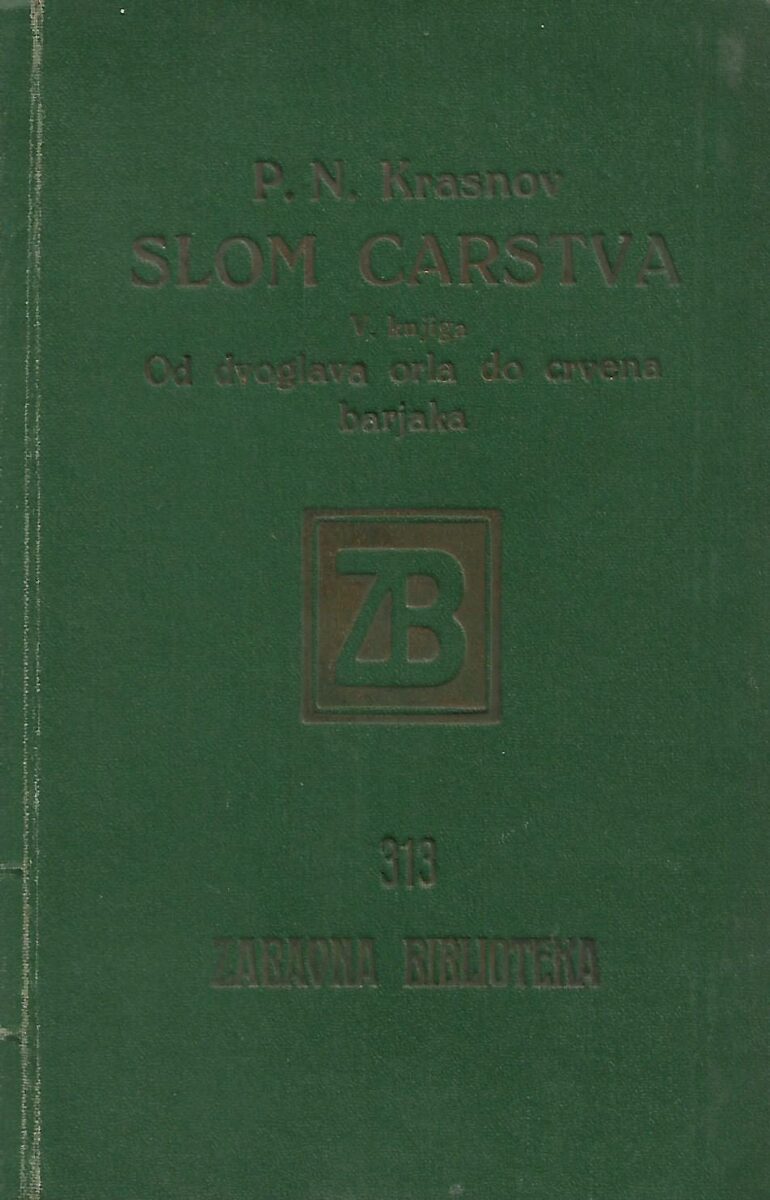 P. N. Krasnov
SLOM CARSTVA
V. knjiga
Od dvoglava orla do crvena
barjaka
ZB
313
ZABAVNA BIBLIOTEKA